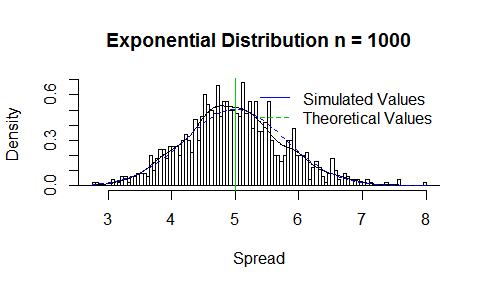 Exponential Distribution n = 1000
Density
0.6
0.3
0.0
Simulated Values
Theoretical Values
3 4 5 6 7 8
Spread